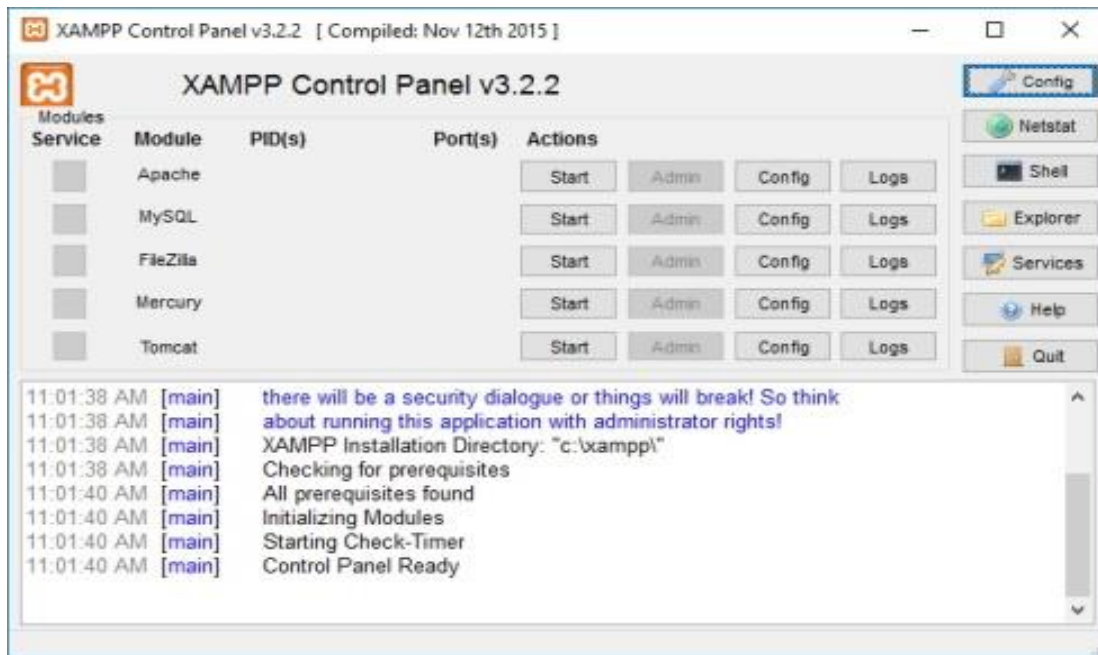 XAMPP Control Panel v3.2.2 [ Compiled: Nov 12th 2015 ]
XAMPP Control Panel v3.2.2
Config
Modules
Service Module PID(s) Port(s) Actions
Netstat
Apache Start Admin Config Logs
Shell
MySQL Start Admin Config Logs
Explorer
FileZilla Start Admin Config Logs
Services
Mercury Start Admin Config Logs
Help
Tomcat Start Admin Config Logs
Quit
11:01:38 AM [main] there will be a security dialogue or things will break! So think
11:01:38 AM [main] about running this application with administrator rights!
11:01:38 AM [main] XAMPP Installation Directory: "c:\xampp\"
11:01:38 AM [main] Checking for prerequisites
11:01:40 AM [main] All prerequisites found
11:01:40 AM [main] Initializing Modules
11:01:40 AM [main] Starting Check-Timer
11:01:40 AM [main] Control Panel Ready